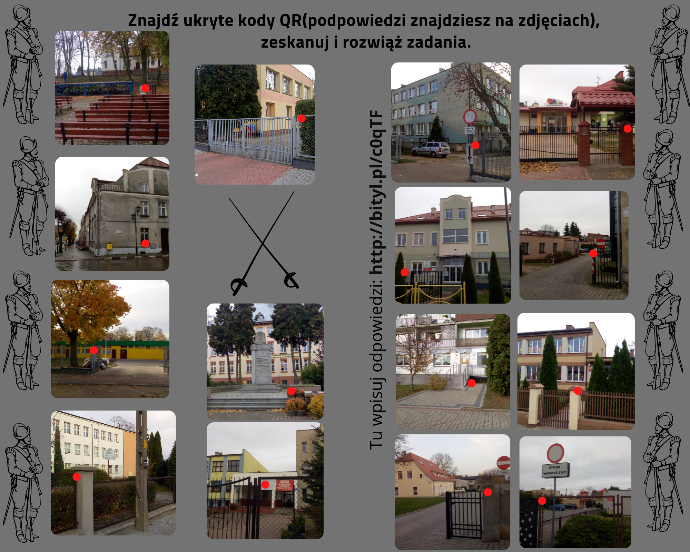 Znajdź ukryte kody QR(podpowiedzi znajdziesz na zdjęciach),
zeskanuj i rozwiąż zadania.
Tu wpisuj odpowiedzi: http://bityl.pl/c0qTF